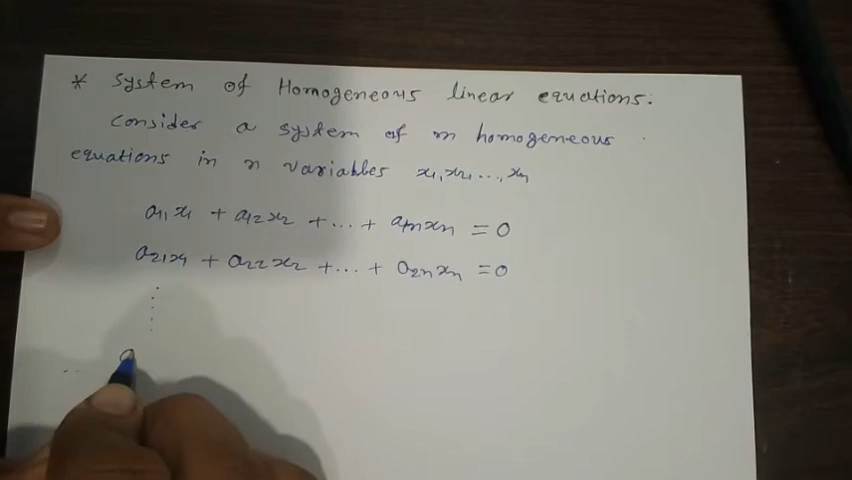 * System of Homogeneous linear equations:
Consider a system of m homogeneous
equations in n variables x₁, x₂, ..., xₙ
a₁₁x₁ + a₁₂x₂ + ... + a₁ₙxₙ = 0
a₂₁x₁ + a₂₂x₂ + ... + a₂ₙxₙ = 0
⋮
a